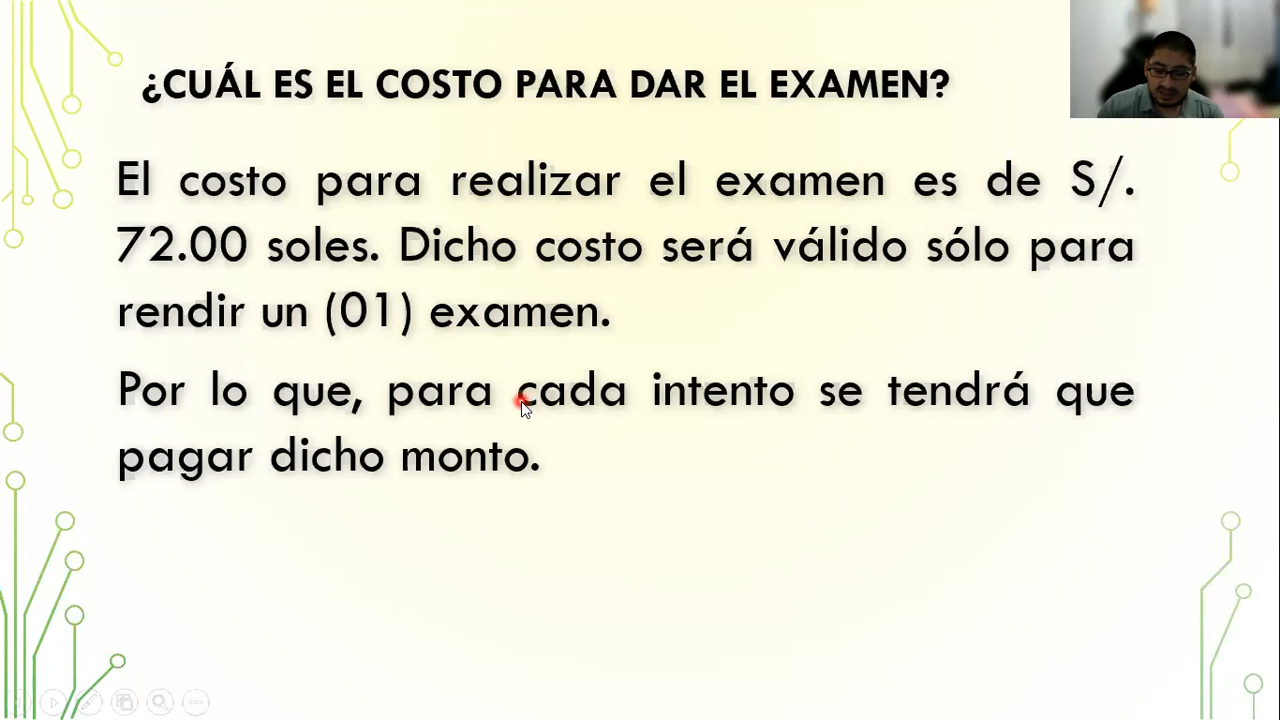 ¿CUÁL ES EL COSTO PARA DAR EL EXAMEN?
El costo para realizar el examen es de S/.
72.00 soles. Dicho costo será válido sólo para
rendir un (01) examen.
Por lo que, para cada intento se tendrá que
pagar dicho monto.